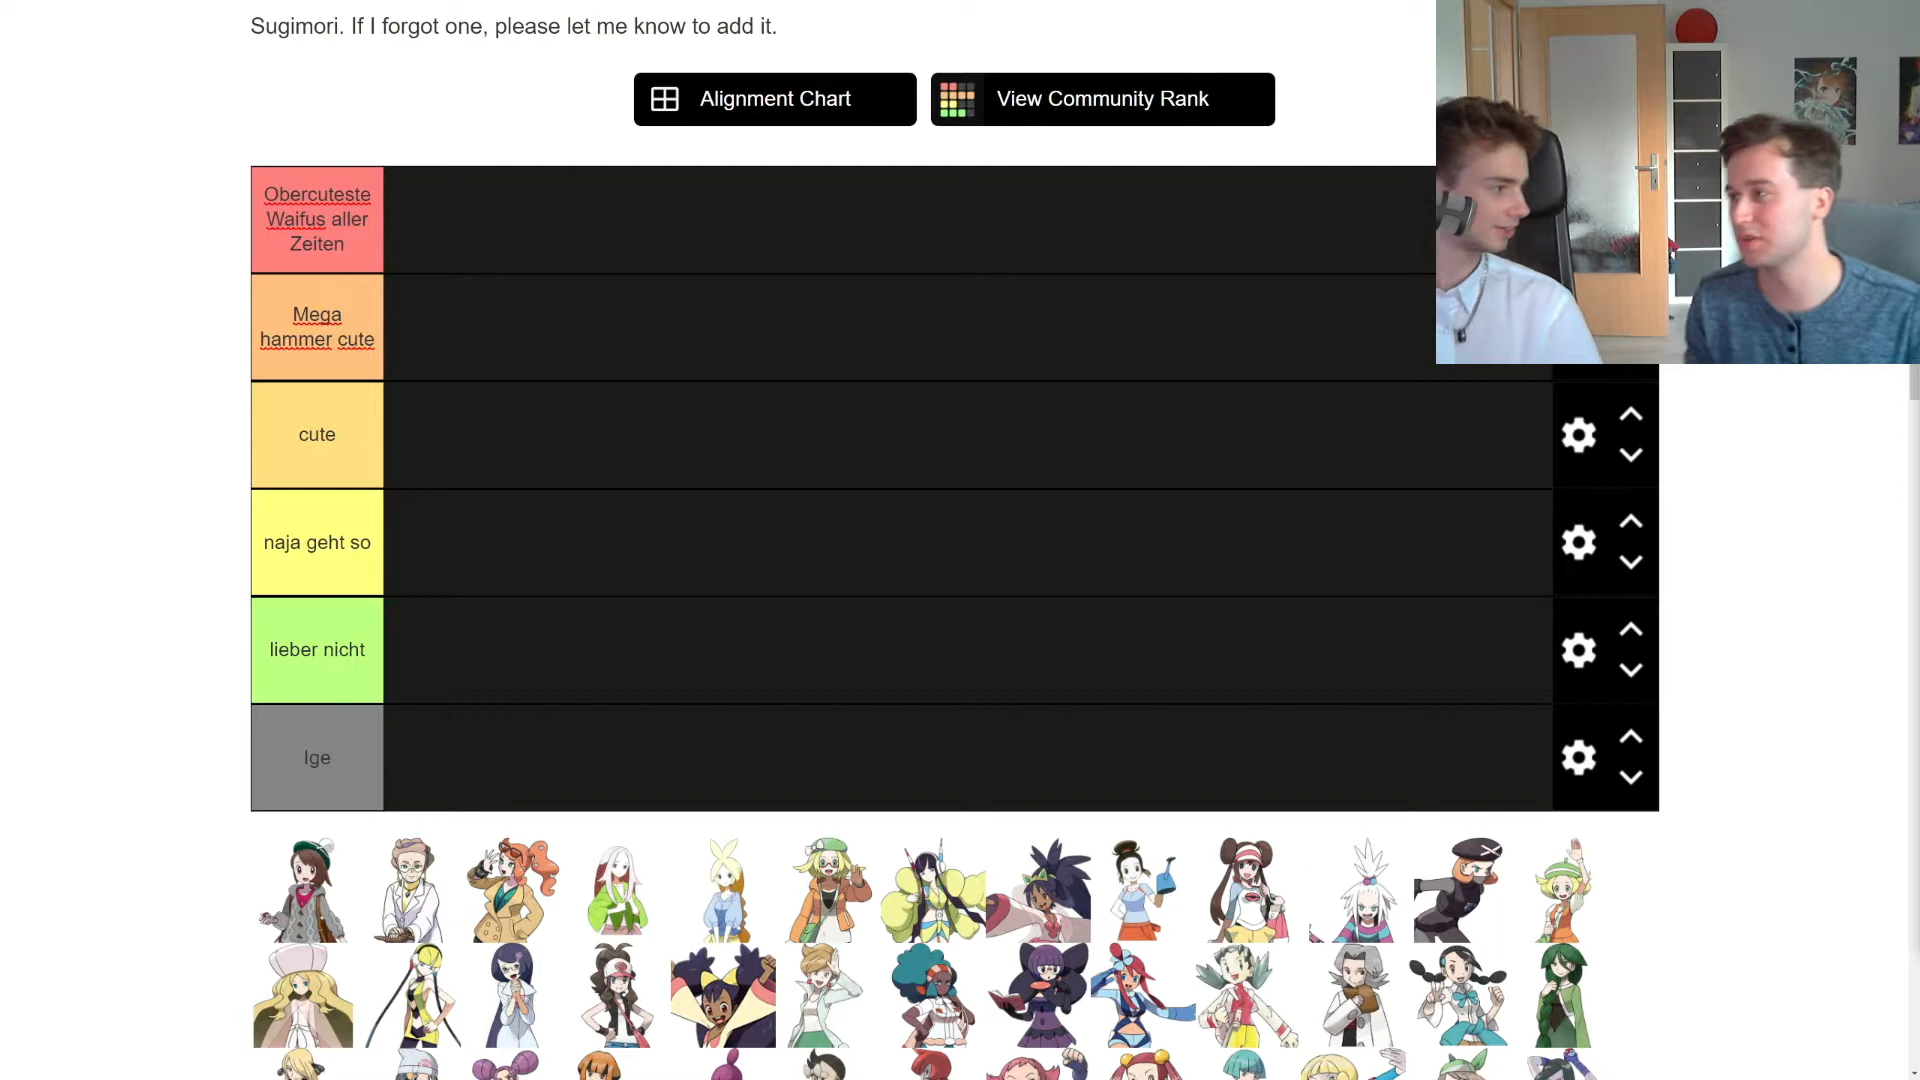 Sugimori. If I forgot one, please let me know to add it.
Alignment Chart
View Community Rank
Obercuteste
Waifus aller
Zeiten
Mega
hammer cute
cute
naja geht so
lieber nicht
Ige